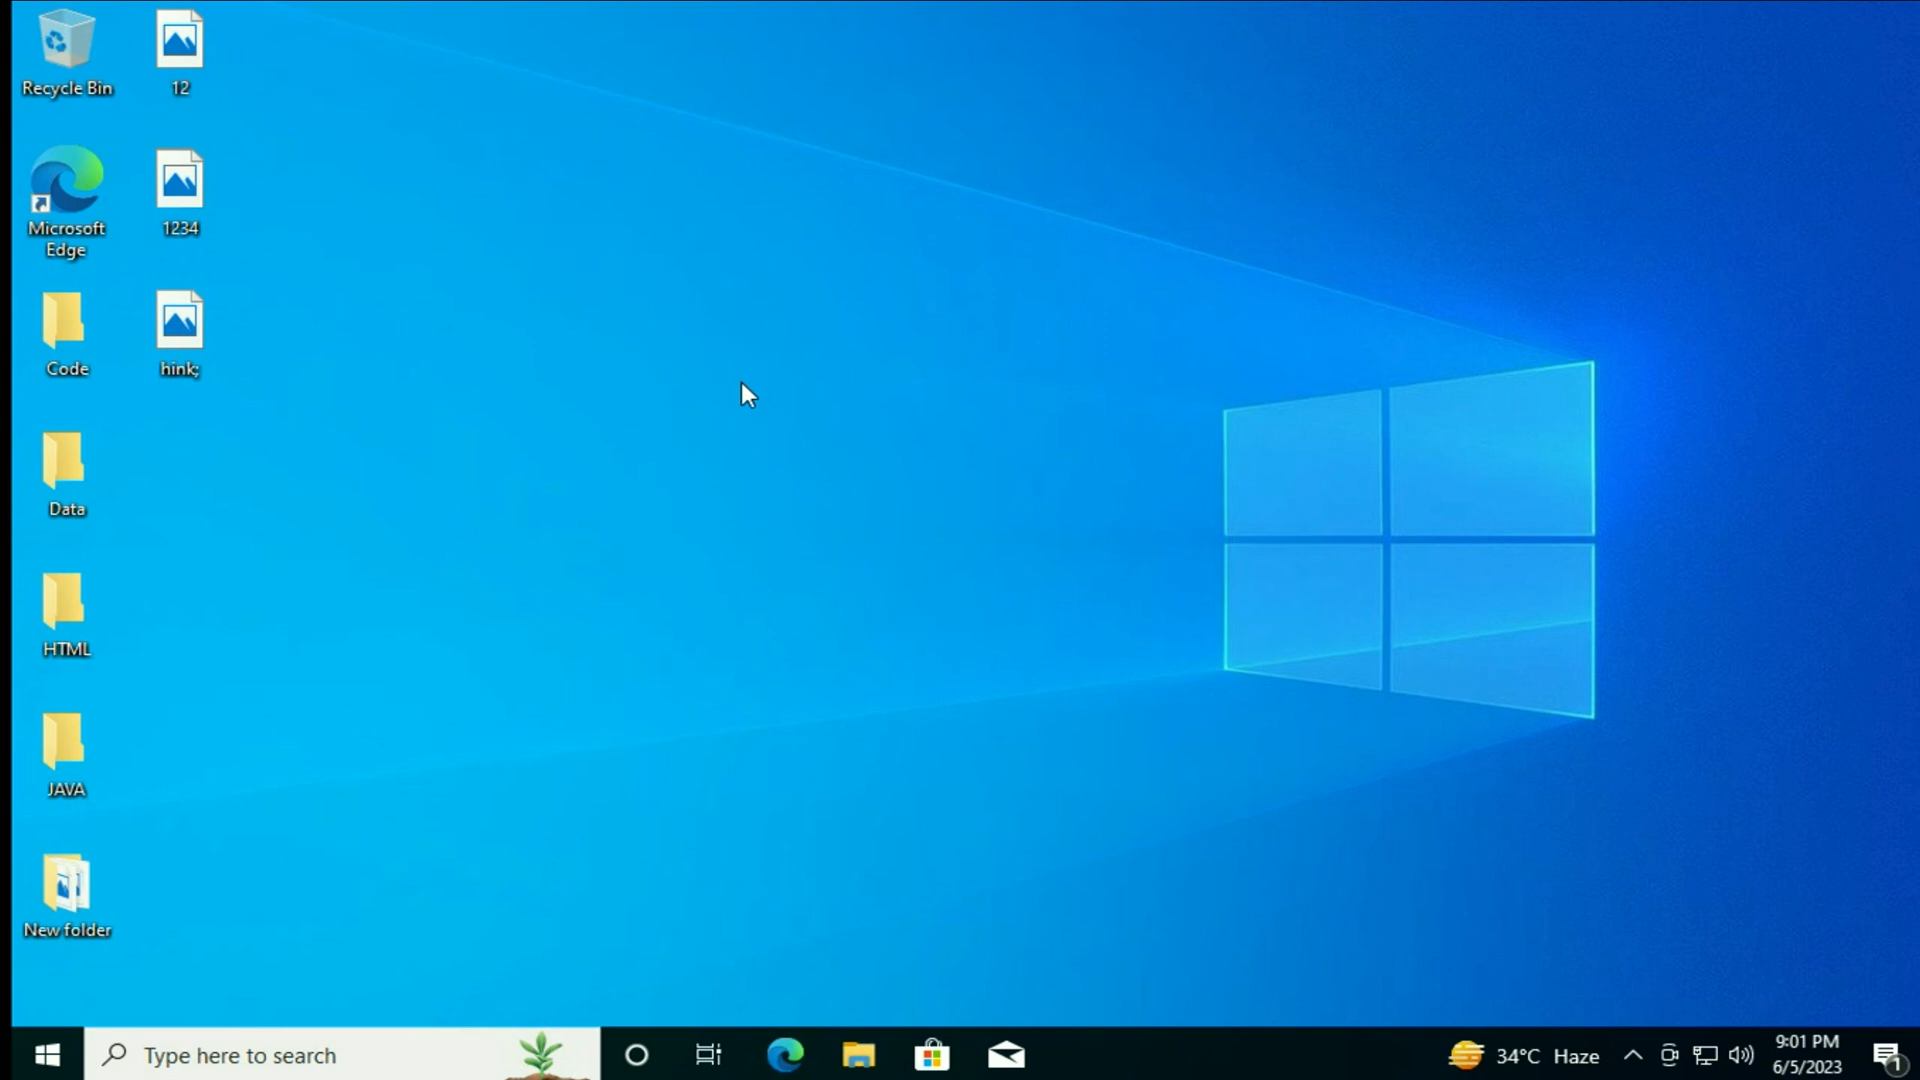 Recycle Bin
12
Microsoft
Edge
1234
Code
hink;
Data
HTML
JAVA
New folder
Type here to search
34°C Haze
9:01 PM
6/5/2023
1